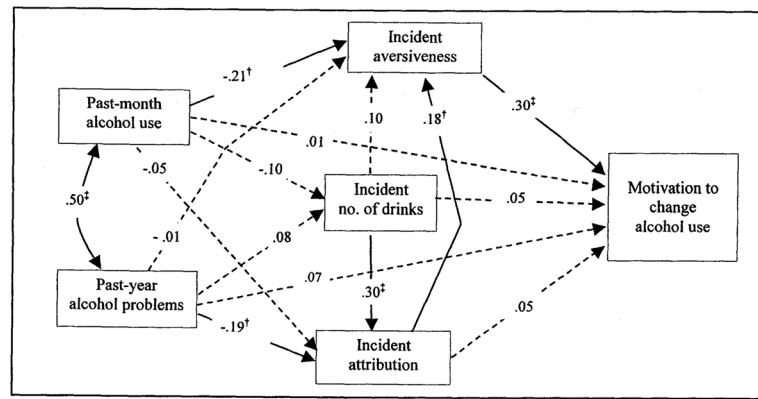 Incident
aversiveness
-.21†
.30‡
Past-month
alcohol use
.10
.18†
.01
-.05
-.10
Incident
no. of drinks
.05
Motivation to
change
alcohol use
.50‡
-.01
.08
.07
Past-year
alcohol problems
.30‡
.05
-.19†
Incident
attribution